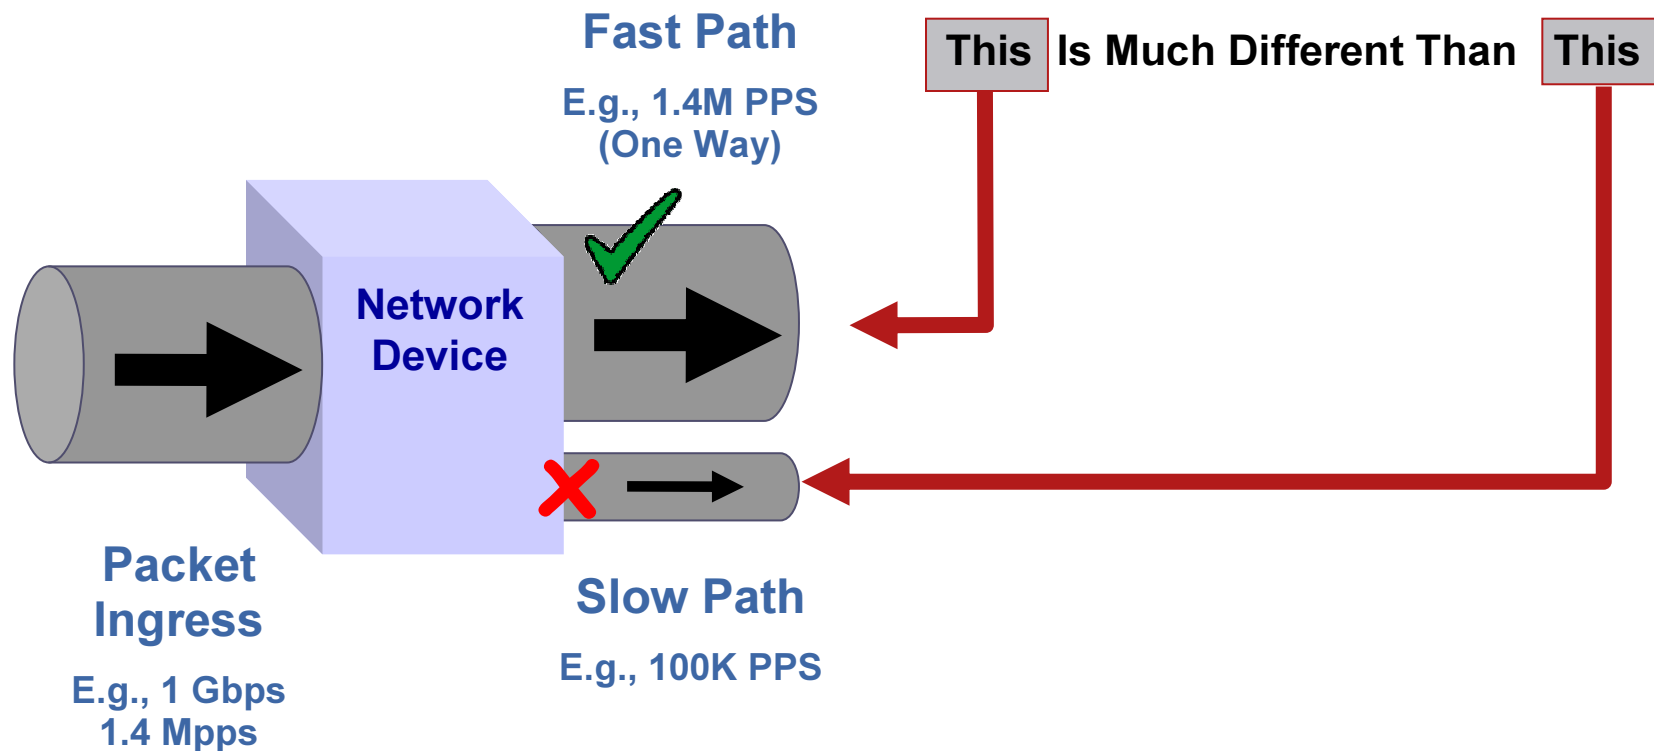 Fast Path
E.g., 1.4M PPS
(One Way)
This Is Much Different Than This
Network
Device
Packet
Ingress
E.g., 1 Gbps
1.4 Mpps
Slow Path
E.g., 100K PPS